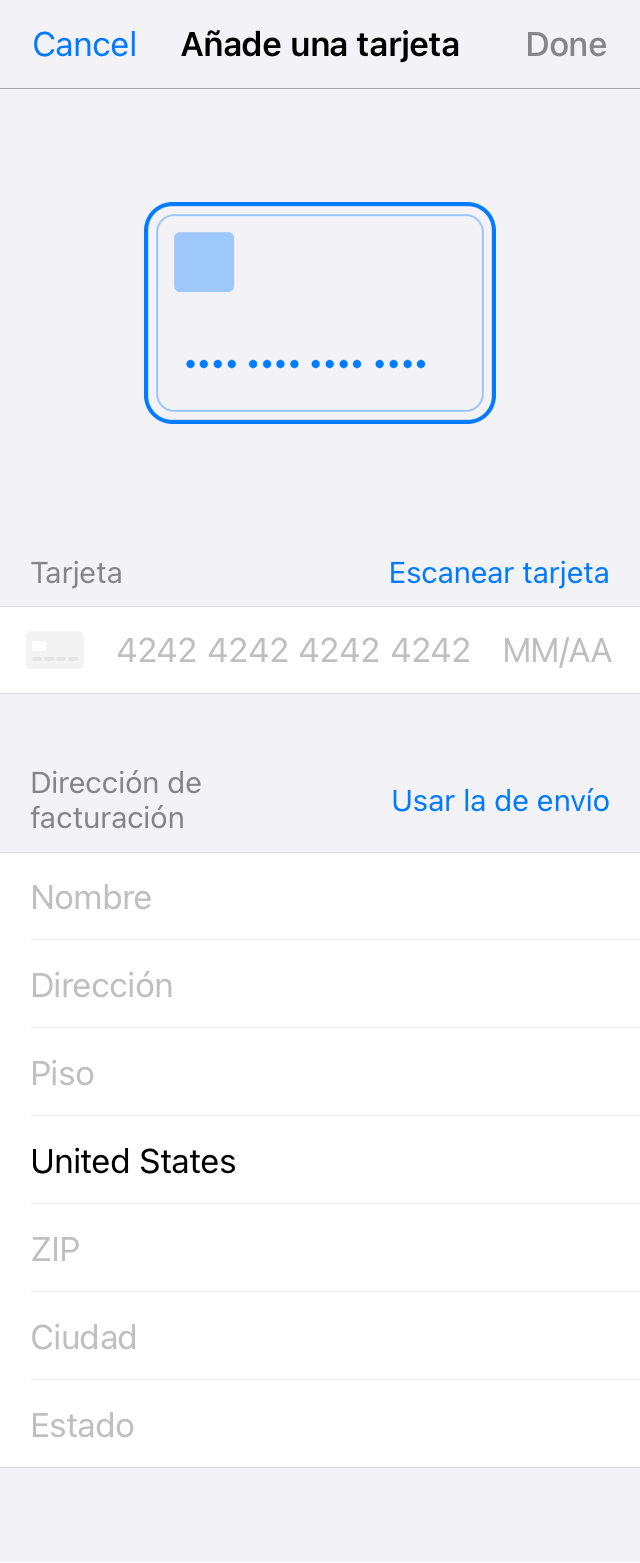 Cancel Añade una tarjeta Done
Tarjeta Escanear tarjeta
4242 4242 4242 4242 MM/AA
Dirección de
facturación
Usar la de envío
Nombre
Dirección
Piso
United States
ZIP
Ciudad
Estado